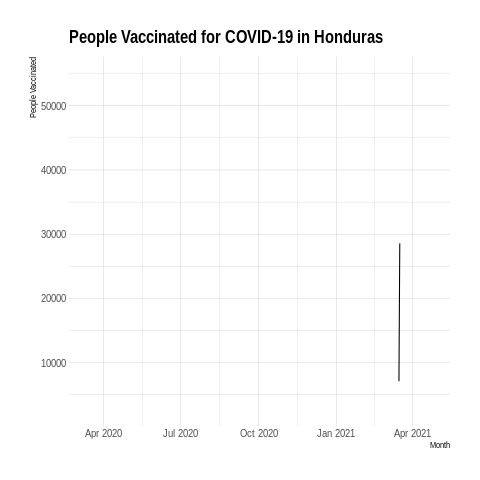 People Vaccinated for COVID-19 in Honduras
People Vaccinated
50000
40000
30000
20000
10000
Apr 2020 Jul 2020 Oct 2020 Jan 2021 Apr 2021
Month